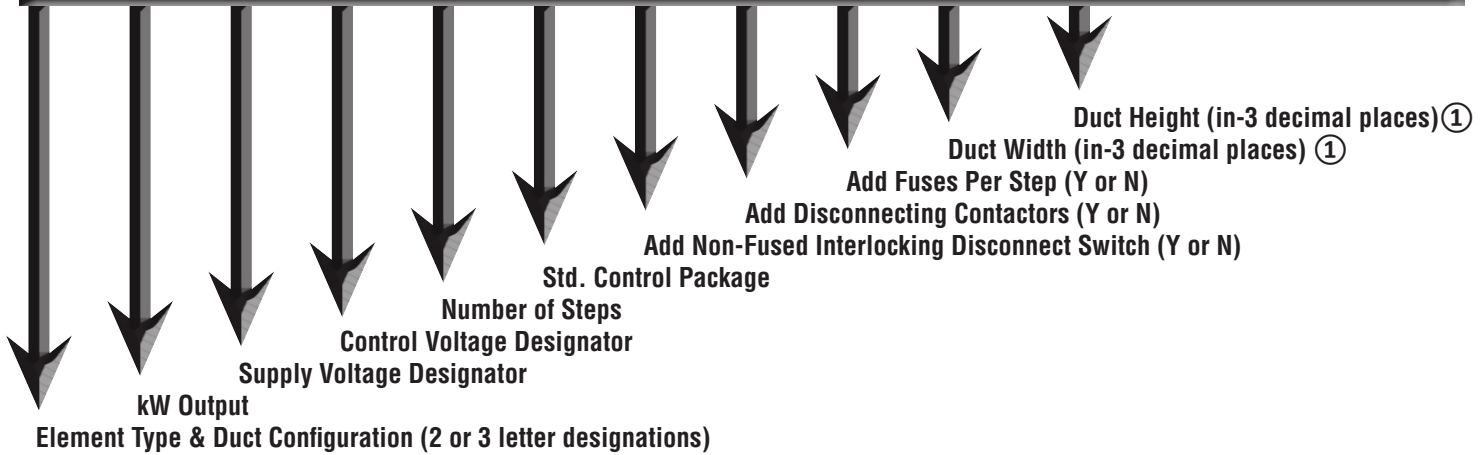 Duct Height (in-3 decimal places)①
Duct Width (in-3 decimal places) ①
Add Fuses Per Step (Y or N)
Add Disconnecting Contactors (Y or N)
Add Non-Fused Interlocking Disconnect Switch (Y or N)
Std. Control Package
Number of Steps
Control Voltage Designator
Supply Voltage Designator
kW Output
Element Type & Duct Configuration (2 or 3 letter designations)